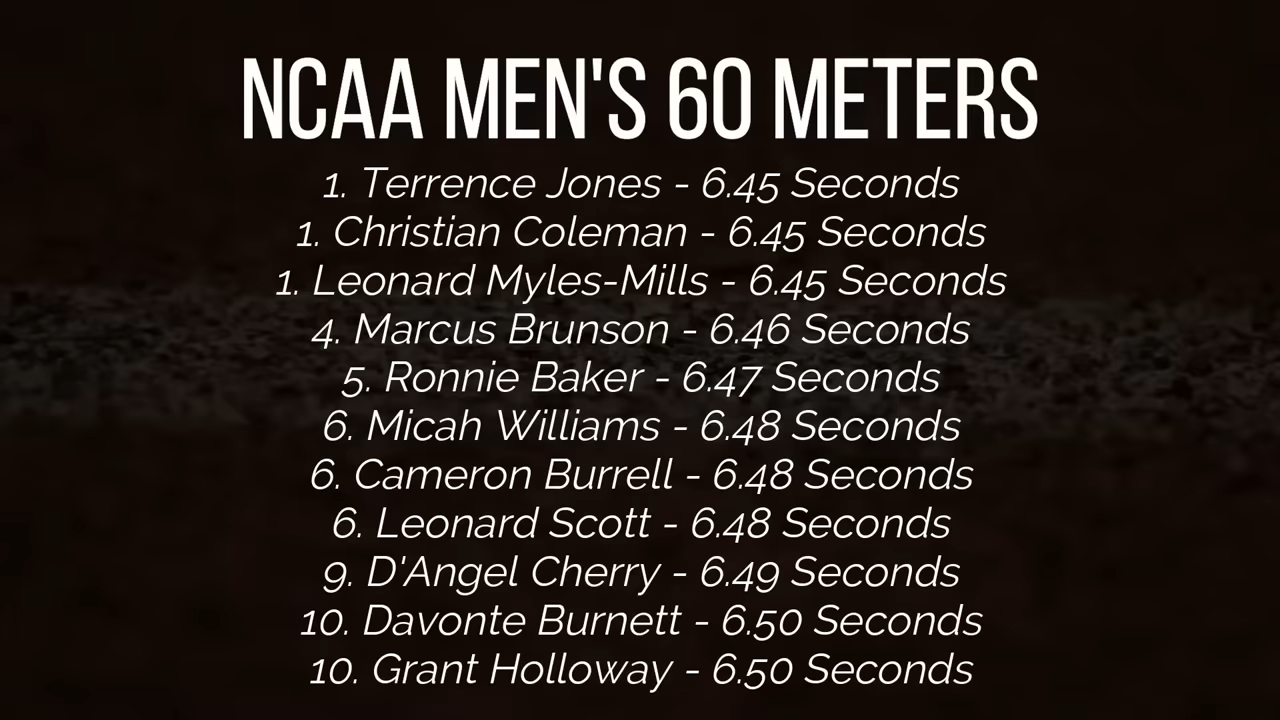 NCAA MEN'S 60 METERS
1. Terrence Jones - 6.45 Seconds
1. Christian Coleman - 6.45 Seconds
1. Leonard Myles-Mills - 6.45 Seconds
4. Marcus Brunson - 6.46 Seconds
5. Ronnie Baker - 6.47 Seconds
6. Micah Williams - 6.48 Seconds
6. Cameron Burrell - 6.48 Seconds
6. Leonard Scott - 6.48 Seconds
9. D'Angel Cherry - 6.49 Seconds
10. Davonte Burnett - 6.50 Seconds
10. Grant Holloway - 6.50 Seconds